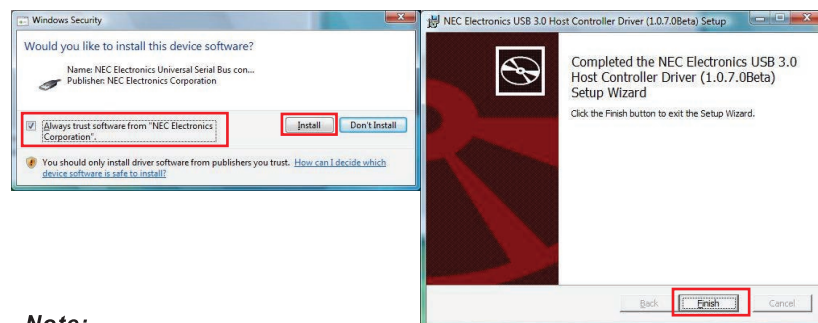 Windows Security
Would you like to install this device software?
Name: NEC Electronics Universal Serial Bus con...
Publisher: NEC Electronics Corporation
Always trust software from "NEC Electronics
Corporation".
Install
Don't Install
You should only install driver software from publishers you trust. How can I decide which
device software is safe to install?
NEC Electronics USB 3.0 Host Controller Driver (1.0.7.0Beta) Setup
Completed the NEC Electronics USB 3.0
Host Controller Driver (1.0.7.0Beta)
Setup Wizard
Click the Finish button to exit the Setup Wizard.
Back
Finish
Cancel
Note: